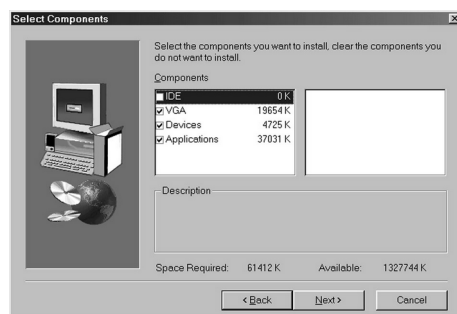 Select Components
Select the components you want to install, clear the components you
do not want to install.
Components
IDE 0 K
VGA 19654 K
Devices 4725 K
Applications 37031 K
Description
Space Required: 61412 K Available: 1327744 K
< Back Next > Cancel